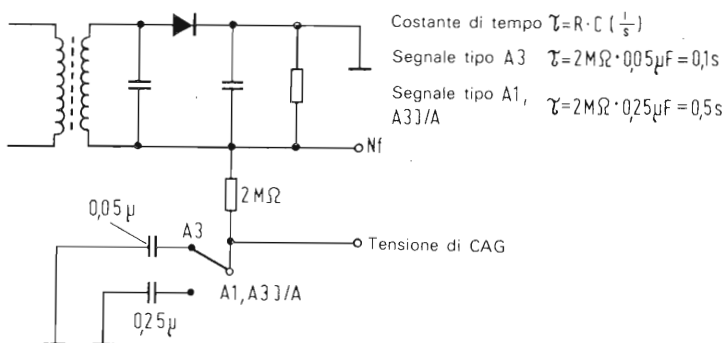 Costante di tempo τ=R·C (1/s)
Segnale tipo A3 τ=2MΩ·0,05µF=0,1s
Segnale tipo A1, A3J/A τ=2MΩ·0,25µF=0,5s
Nf
2MΩ
0,05µ
A3
Tensione di CAG
A1, A3J/A
0,25µ